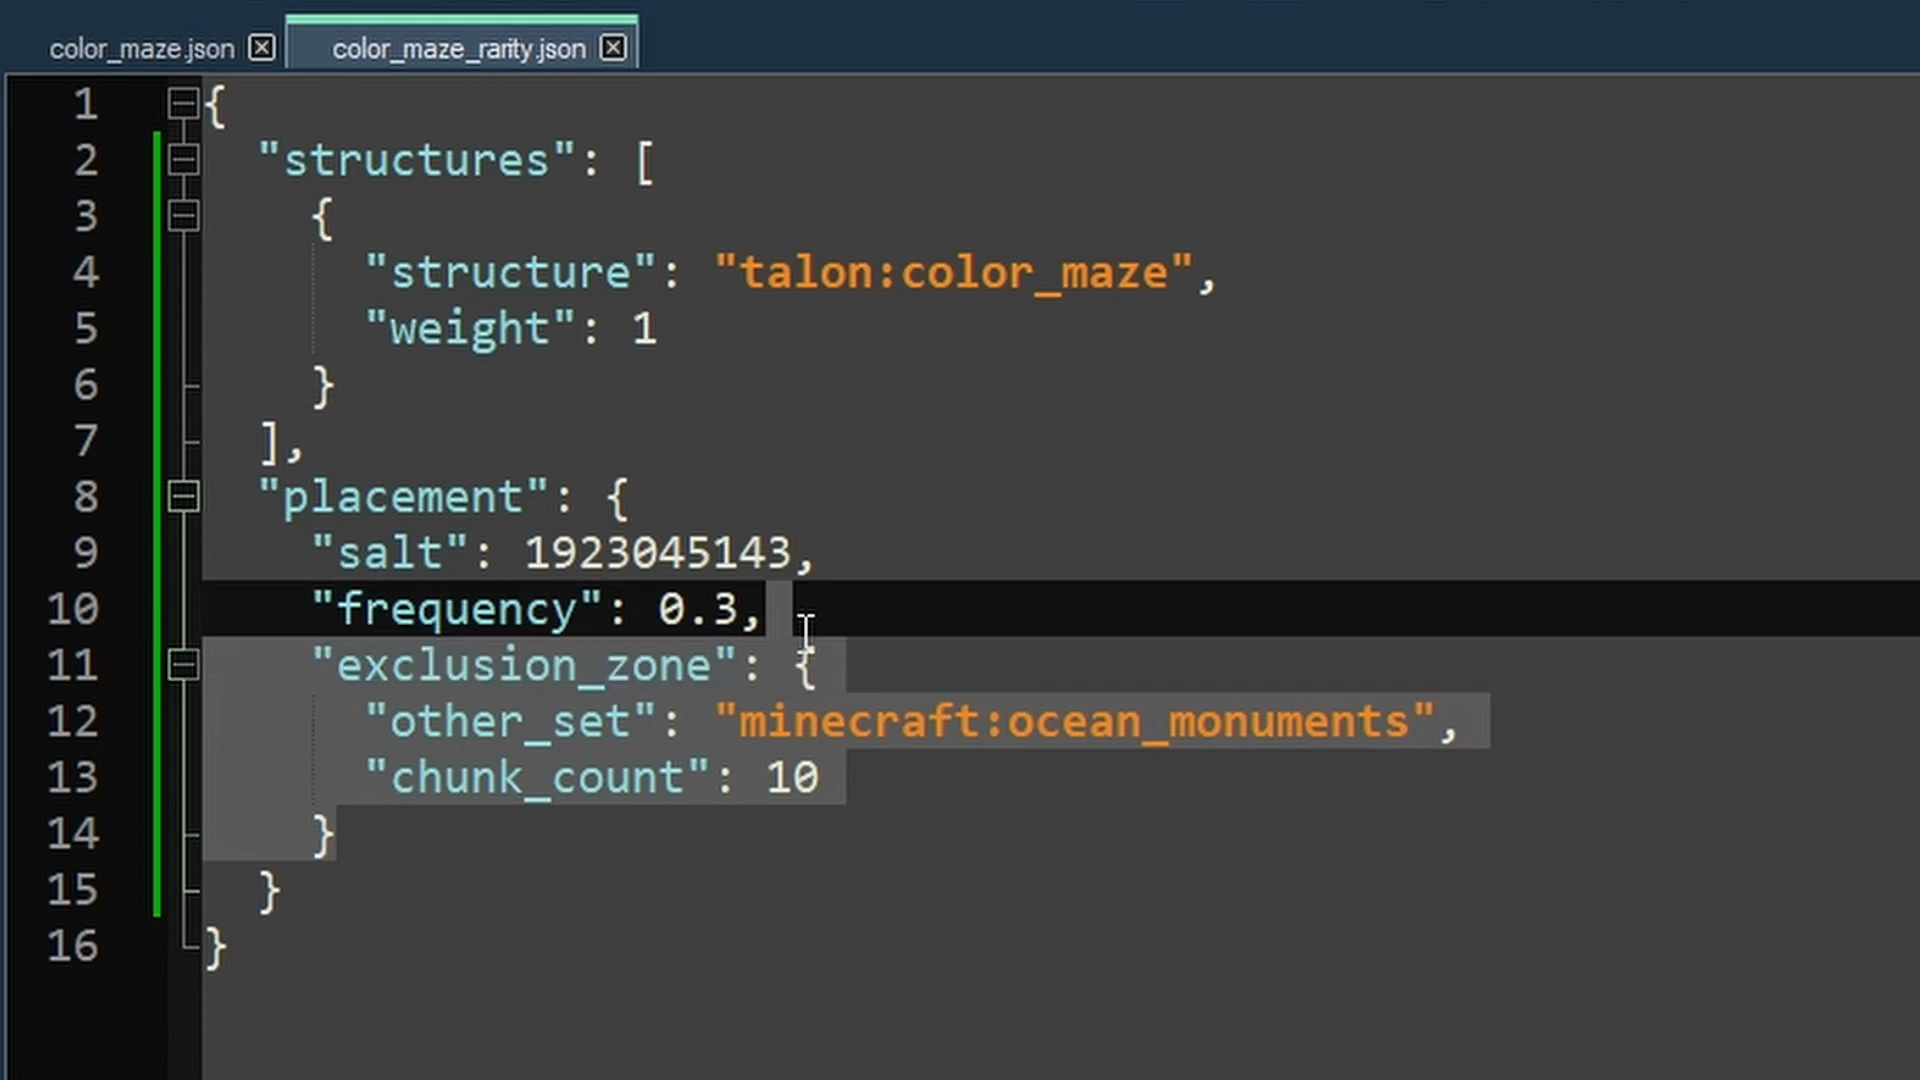 color_maze.json
color_maze_rarity.json
1 {
2 "structures": [
3 {
4 "structure": "talon:color_maze",
5 "weight": 1
6 }
7 ],
8 "placement": {
9 "salt": 1923045143,
10 "frequency": 0.3,
11 "exclusion_zone": {
12 "other_set": "minecraft:ocean_monuments",
13 "chunk_count": 10
14 }
15 }
16 }